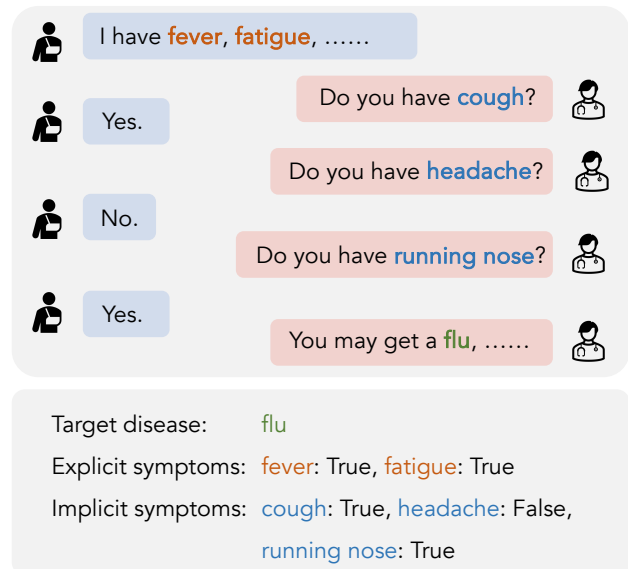 I have fever, fatigue, ......
Do you have cough?
Yes.
Do you have headache?
No.
Do you have running nose?
Yes.
You may get a flu, ......
Target disease: flu
Explicit symptoms: fever: True, fatigue: True
Implicit symptoms: cough: True, headache: False,
running nose: True